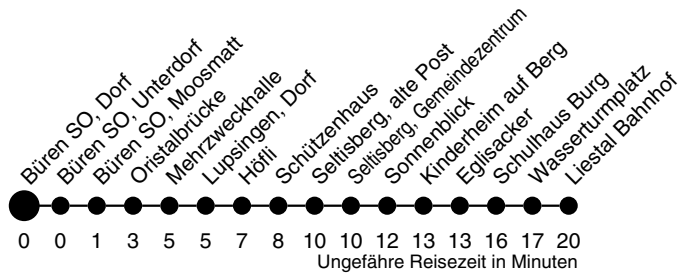 Büren SO, Dorf
Büren SO, Unterdorf
Büren SO, Moosmatt
Oristalbrücke
Mehrzweckhalle
Lupsingen, Dorf
Höfli
Schützenhaus
Seltisberg, alte Post
Seltisberg, Gemeindezentrum
Sonnenblick
Kinderheim auf Berg
Eglisacker
Schulhaus Burg
Wasserturmplatz
Liestal Bahnhof
0 0 1 3 5 5 7 8 10 10 12 13 13 16 17 20
Ungefähre Reisezeit in Minuten